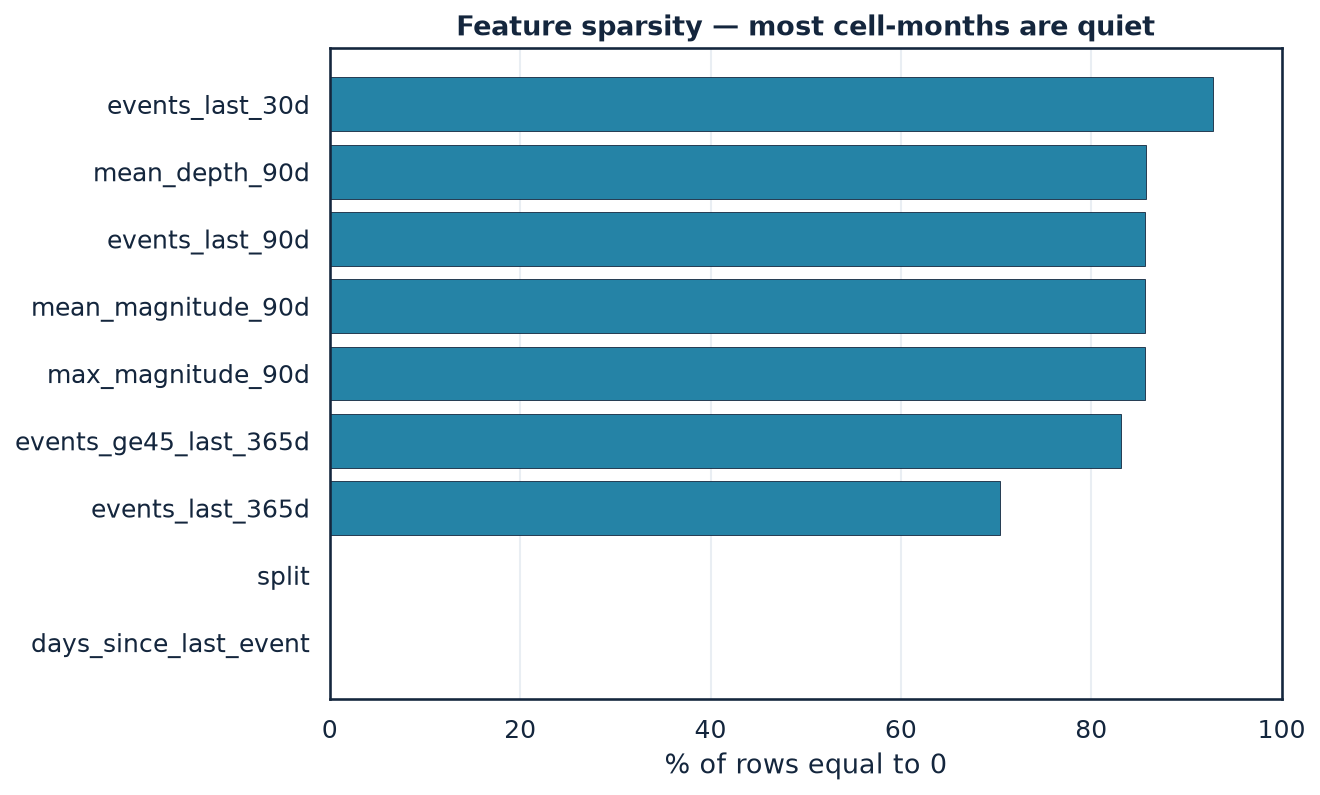 Feature sparsity — most cell-months are quiet
events_last_30d
mean_depth_90d
events_last_90d
mean_magnitude_90d
max_magnitude_90d
events_ge45_last_365d
events_last_365d
split
days_since_last_event
0 20 40 60 80 100
% of rows equal to 0